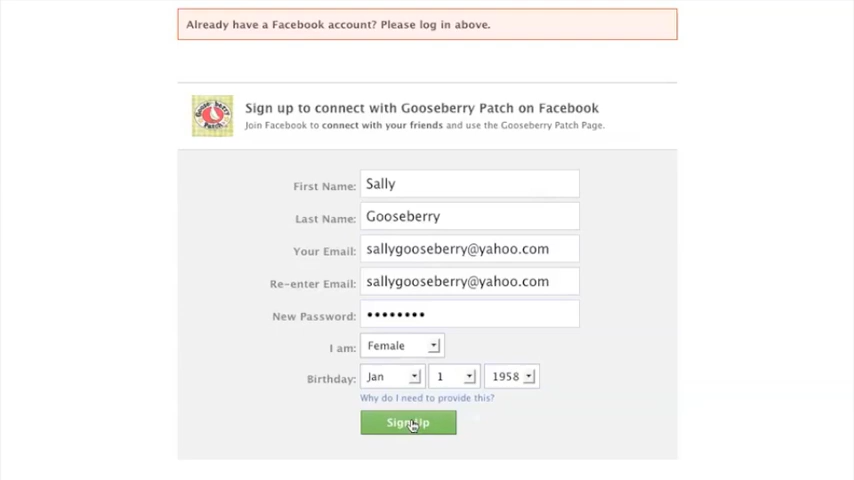 Already have a Facebook account? Please log in above.
Sign up to connect with Gooseberry Patch on Facebook
Join Facebook to connect with your friends and use the Gooseberry Patch Page.
Gooseberry
Patch
First Name: Sally
Last Name: Gooseberry
Your Email: sallygooseberry@yahoo.com
Re-enter Email: sallygooseberry@yahoo.com
New Password: ••••••••
I am: Female
Birthday: Jan 1 1958
Why do I need to provide this?
Sign Up